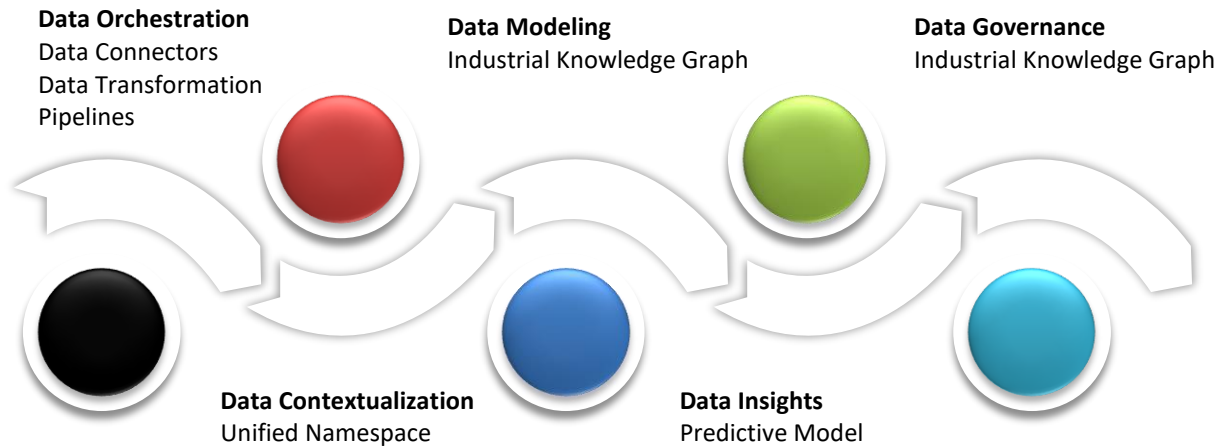 Data Orchestration
Data Connectors
Data Transformation
Pipelines
Data Contextualization
Unified Namespace
Data Modeling
Industrial Knowledge Graph
Data Insights
Predictive Model
Data Governance
Industrial Knowledge Graph